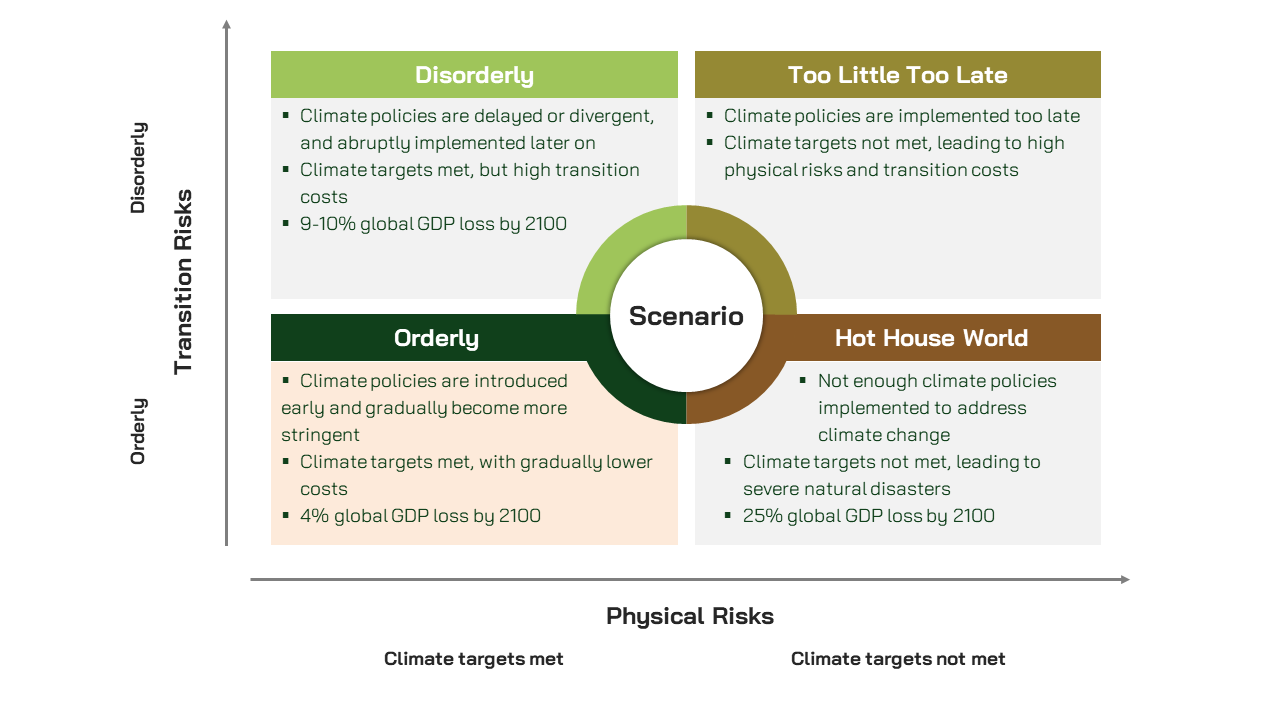 Transition Risks
Disorderly
Orderly
Disorderly
▪ Climate policies are delayed or divergent,
and abruptly implemented later on
▪ Climate targets met, but high transition
costs
▪ 9-10% global GDP loss by 2100
Too Little Too Late
▪ Climate policies are implemented too late
▪ Climate targets not met, leading to high
physical risks and transition costs
Scenario
Orderly
▪ Climate policies are introduced
early and gradually become more
stringent
▪ Climate targets met, with gradually lower
costs
▪ 4% global GDP loss by 2100
Hot House World
▪ Not enough climate policies
implemented to address
climate change
▪ Climate targets not met, leading to
severe natural disasters
▪ 25% global GDP loss by 2100
Physical Risks
Climate targets met
Climate targets not met